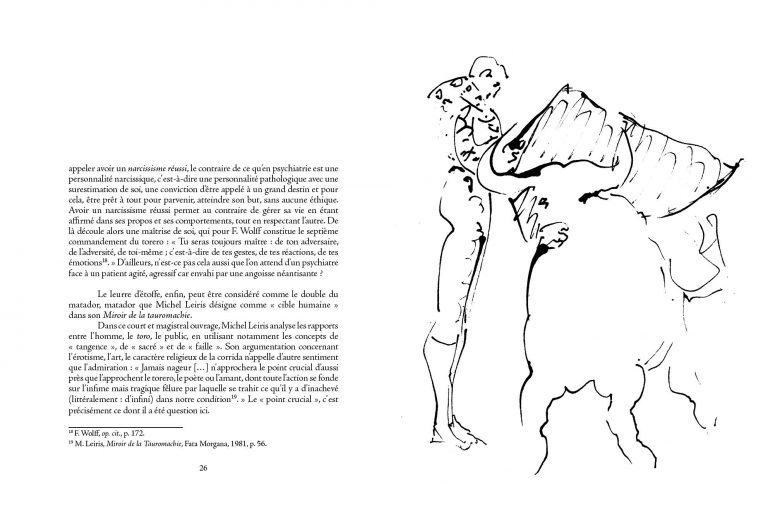 appeler avoir un narcissisme réussi, le contraire de ce qu'en psychiatrie est une
personnalité narcissique, c'est-à-dire une personnalité pathologique avec une
surestimation de soi, une conviction d'être appelé à un grand destin et pour
cela, être prêt à tout pour parvenir, atteindre son but, sans aucune éthique.
Avoir un narcissisme réussi permet au contraire de gérer sa vie en étant
affirmé dans ses propos et ses comportements, tout en respectant l'autre. De
là découle alors une maîtrise de soi, qui pour F. Wolff constitue le septième
commandement du torero : « Tu seras toujours maître : de ton adversaire,
de l'adversité, de toi-même ; c'est-à-dire de tes gestes, de tes réactions, de tes
émotions¹⁸. » D'ailleurs, n'est-ce pas cela aussi que l'on attend d'un psychiatre
face à un patient agité, agressif car envahi par une angoisse néantisante ?
Le leurre d'étoffe, enfin, peut être considéré comme le double du
matador, matador que Michel Leiris désigne comme « cible humaine »
dans son Miroir de la tauromachie.
Dans ce court et magistral ouvrage, Michel Leiris analyse les rapports
entre l'homme, le toro, le public, en utilisant notamment les concepts de
« tangence », de « sacré » et de « faille ». Son argumentation concernant
l'érotisme, l'art, le caractère religieux de la corrida n'appelle d'autre sentiment
que l'admiration : « Jamais nageur […] n'approchera le point crucial d'aussi
près que l'approchent le torero, le poète ou l'amant, dont toute l'action se fonde
sur l'infime mais tragique fêlure par laquelle se trahit ce qu'il y a d'inachevé
(littéralement : d'infini) dans notre condition¹⁹. » Le « point crucial », c'est
précisément ce dont il a été question ici.
¹⁸ F. Wolff, op. cit., p. 172.
¹⁹ M. Leiris, Miroir de la Tauromachie, Fata Morgana, 1981, p. 56.
26